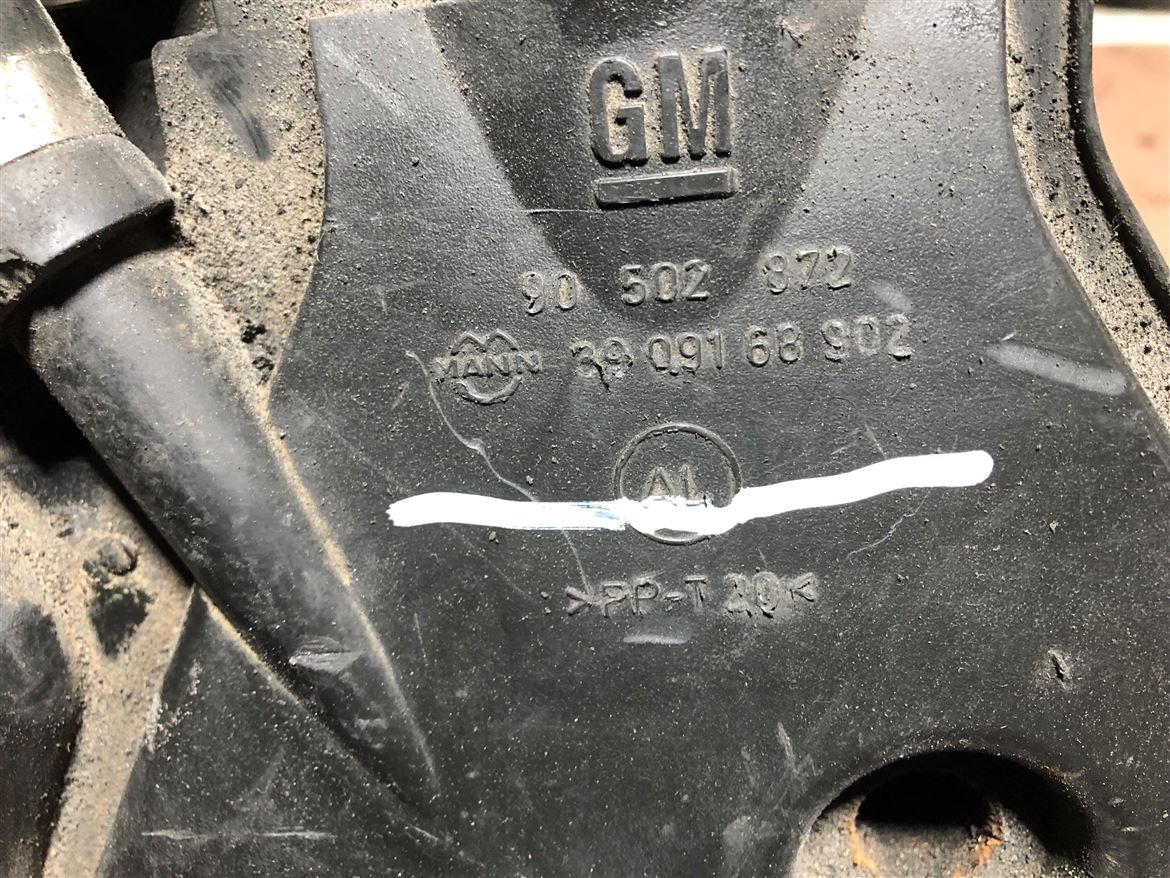 GM
90 502 872
MANN 39 091 68 902
AL
>PP-T 20<